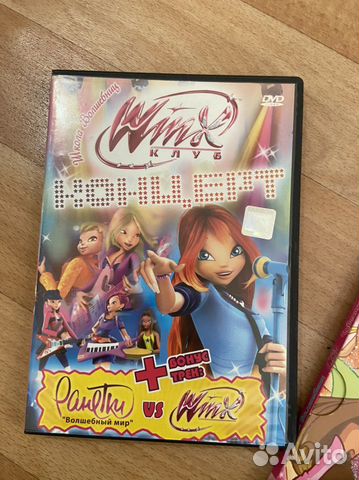 Школа Волшебниц
DVD
Winx
КЛУБ
КОНЦЕРТ
+ БОНУС
ТРЕК:
Ранетки
"Волшебный мир"
vs
Winx
Avito